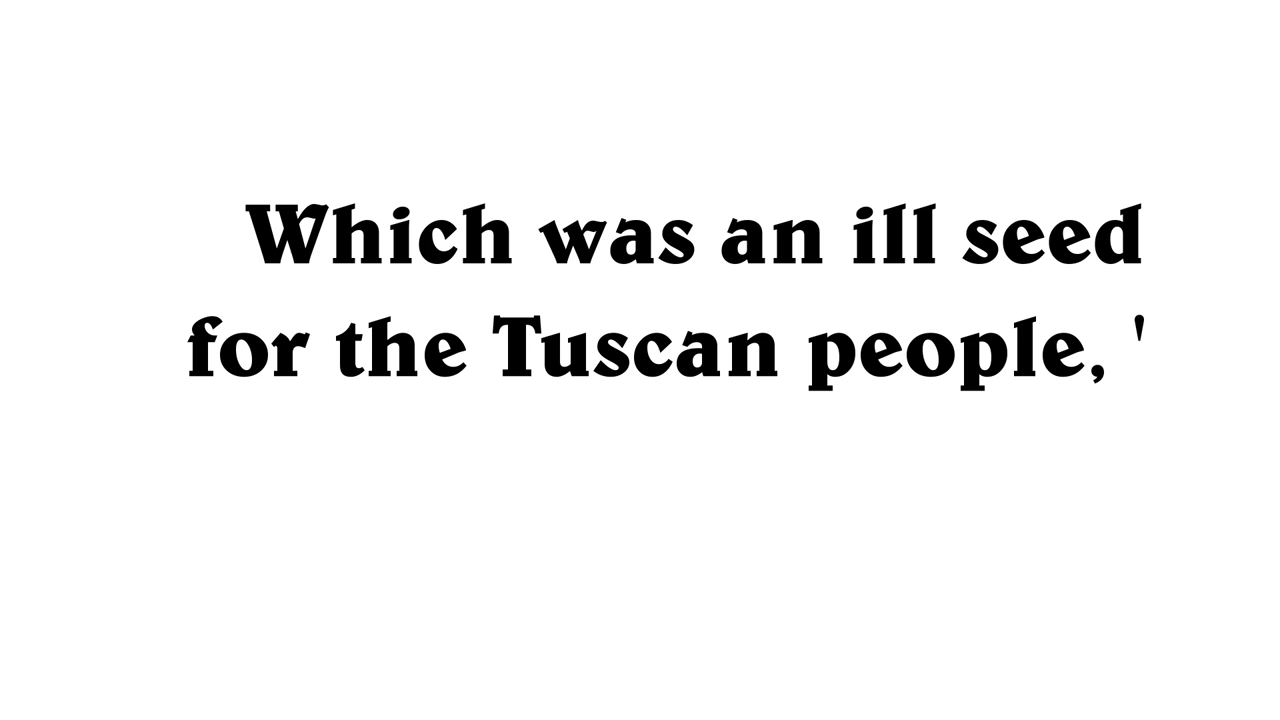 Which was an ill seed
for the Tuscan people, '